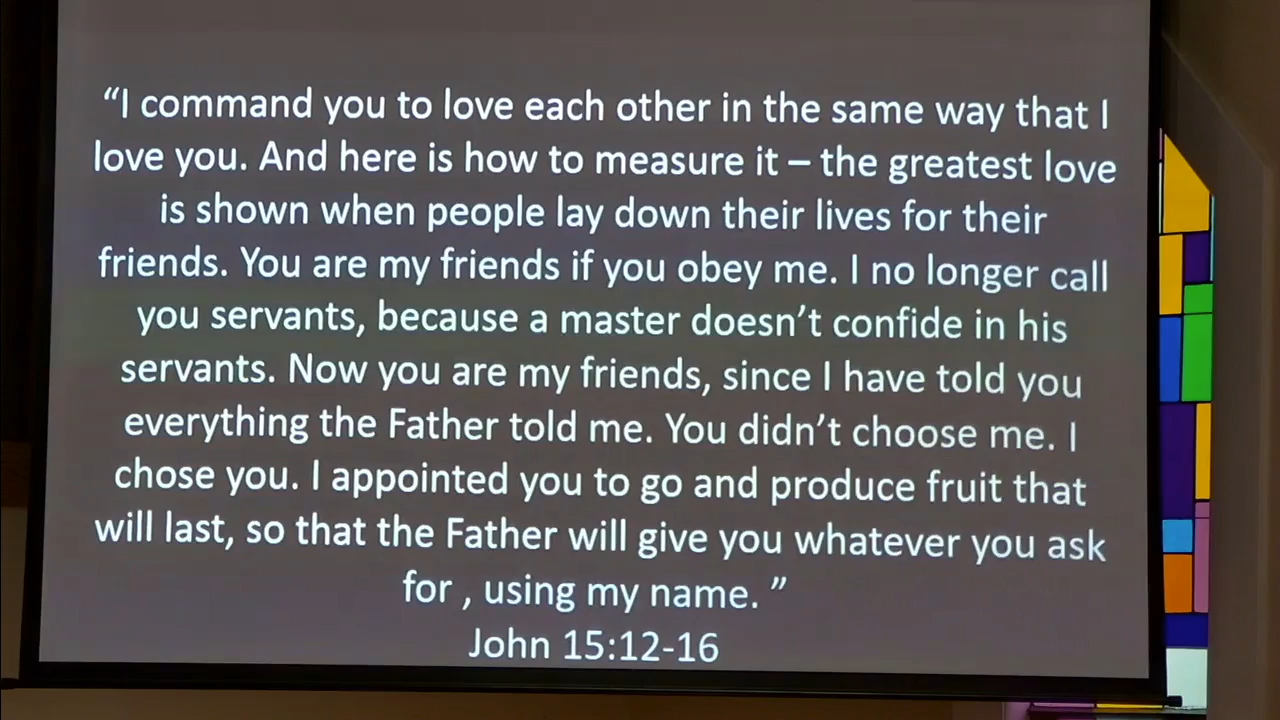 “I command you to love each other in the same way that I
love you. And here is how to measure it – the greatest love
is shown when people lay down their lives for their
friends. You are my friends if you obey me. I no longer call
you servants, because a master doesn’t confide in his
servants. Now you are my friends, since I have told you
everything the Father told me. You didn’t choose me. I
chose you. I appointed you to go and produce fruit that
will last, so that the Father will give you whatever you ask
for , using my name. ”
John 15:12-16